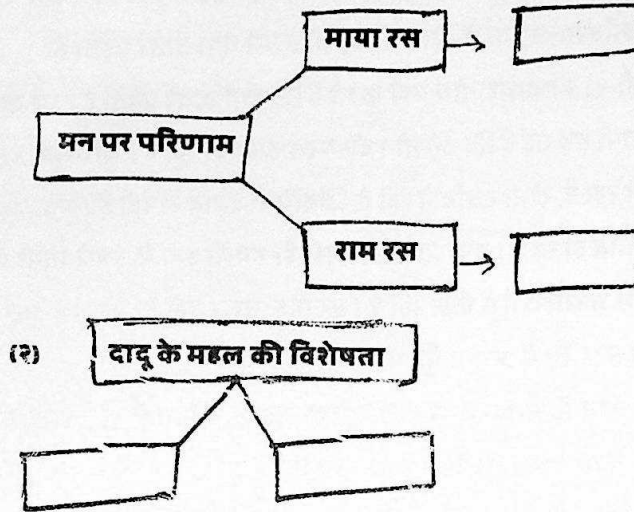 माया रस
मन पर परिणाम
राम रस
(२) दादू के महल की विशेषता